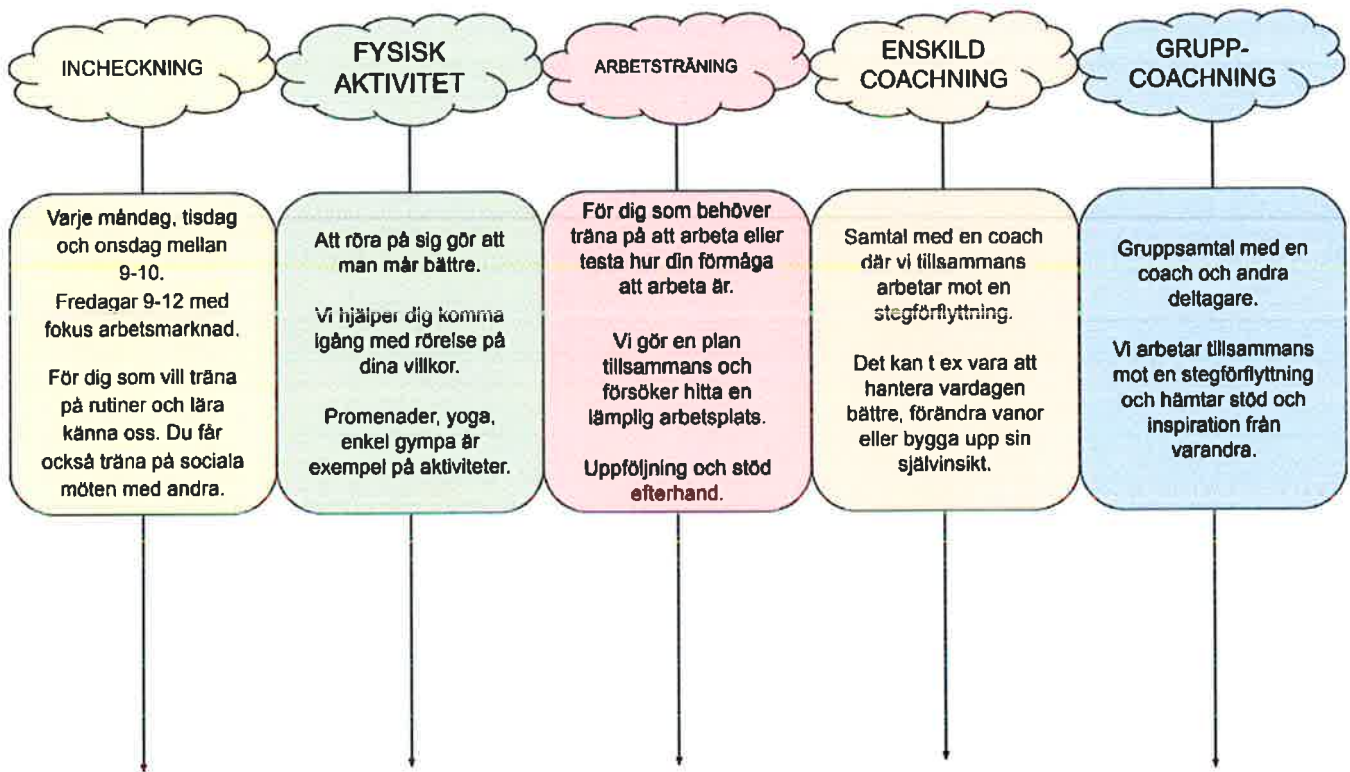 INCHECKNING
FYSISK
AKTIVITET
ARBETSTRÄNING
ENSKILD
COACHNING
GRUPP-
COACHNING
Varje måndag, tisdag
och onsdag mellan
9-10.
Fredagar 9-12 med
fokus arbetsmarknad.
För dig som vill träna
på rutiner och lära
känna oss. Du får
också träna på sociala
möten med andra.
Att röra på sig gör att
man mår bättre.
Vi hjälper dig komma
igång med rörelse på
dina villkor.
Promenader, yoga,
enkel gympa är
exempel på aktiviteter.
För dig som behöver
träna på att arbeta eller
testa hur din förmåga
att arbeta är.
Vi gör en plan
tillsammans och
försöker hitta en
lämplig arbetsplats.
Uppföljning och stöd
efterhand.
Samtal med en coach
där vi tillsammans
arbetar mot en
stegförflyttning.
Det kan t ex vara att
hantera vardagen
bättre, förändra vanor
eller bygga upp sin
självinsikt.
Gruppsamtal med en
coach och andra
deltagare.
Vi arbetar tillsammans
mot en stegförflyttning
och hämtar stöd och
inspiration från
varandra.